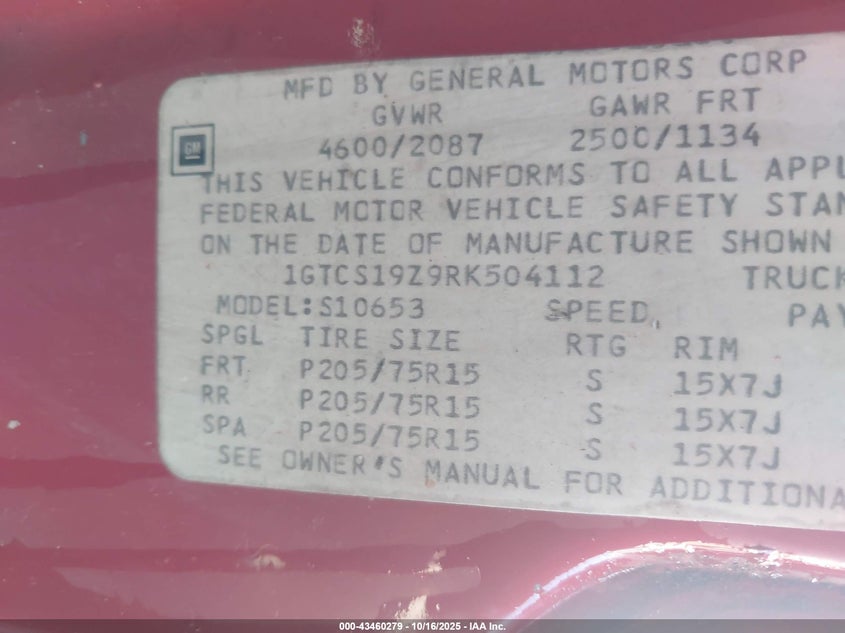 MFD BY GENERAL MOTORS CORP
GVWR GAWR FRT
4600/2087 2500/1134
GM
THIS VEHICLE CONFORMS TO ALL APPL
FEDERAL MOTOR VEHICLE SAFETY STAN
ON THE DATE OF MANUFACTURE SHOWN
1GTCS19Z9RK504112 TRUCK
MODEL:S10653 SPEED PAY
SPGL TIRE SIZE RTG RIM
FRT P205/75R15 S 15X7J
RR P205/75R15 S 15X7J
SPA P205/75R15 S 15X7J
SEE OWNER'S MANUAL FOR ADDITIONA
000-43460279 - 10/16/2025 - IAA Inc.